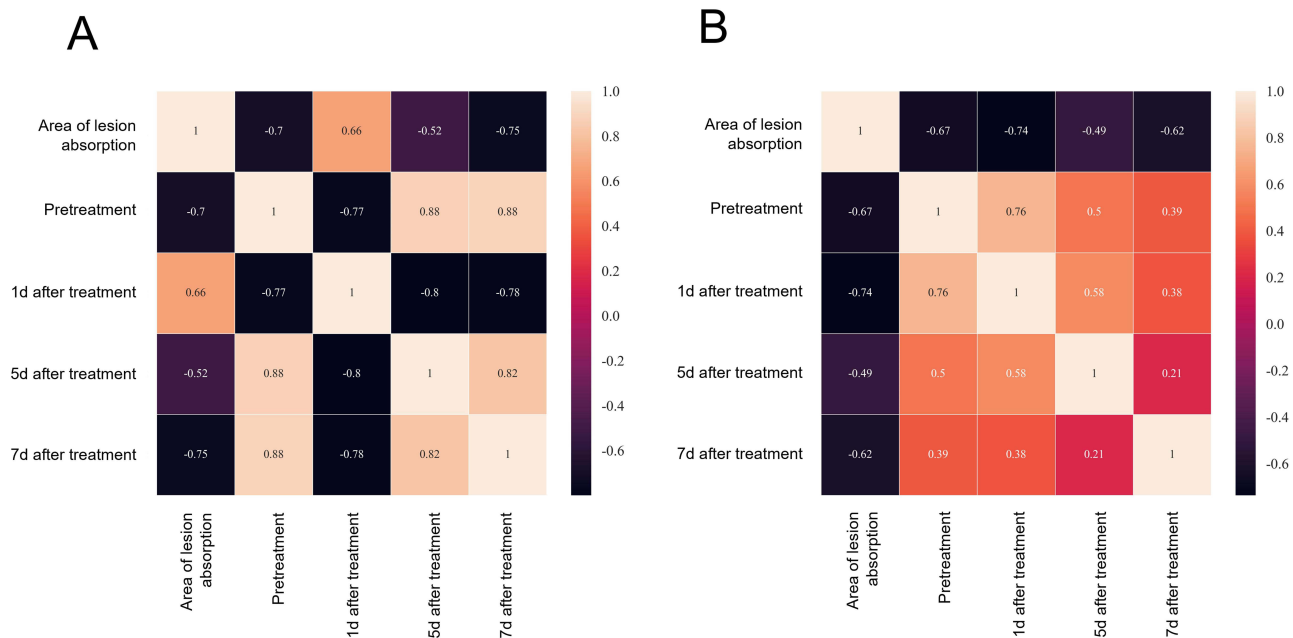 A
Area of lesion
absorption
1 -0.7 0.66 -0.52 -0.75
Pretreatment
-0.7 1 -0.77 0.88 0.88
1d after treatment
0.66 -0.77 1 -0.8 -0.78
5d after treatment
-0.52 0.88 -0.8 1 0.82
7d after treatment
-0.75 0.88 -0.78 0.82 1
1.0
0.8
0.6
0.4
0.2
0.0
-0.2
-0.4
-0.6
Area of lesion
absorption
Pretreatment
1d after treatment
5d after treatment
7d after treatment
B
Area of lesion
absorption
1 -0.67 -0.74 -0.49 -0.62
Pretreatment
-0.67 1 0.76 0.5 0.39
1d after treatment
-0.74 0.76 1 0.58 0.38
5d after treatment
-0.49 0.5 0.58 1 0.21
7d after treatment
-0.62 0.39 0.38 0.21 1
1.0
0.8
0.6
0.4
0.2
0.0
-0.2
-0.4
-0.6
Area of lesion
absorption
Pretreatment
1d after treatment
5d after treatment
7d after treatment